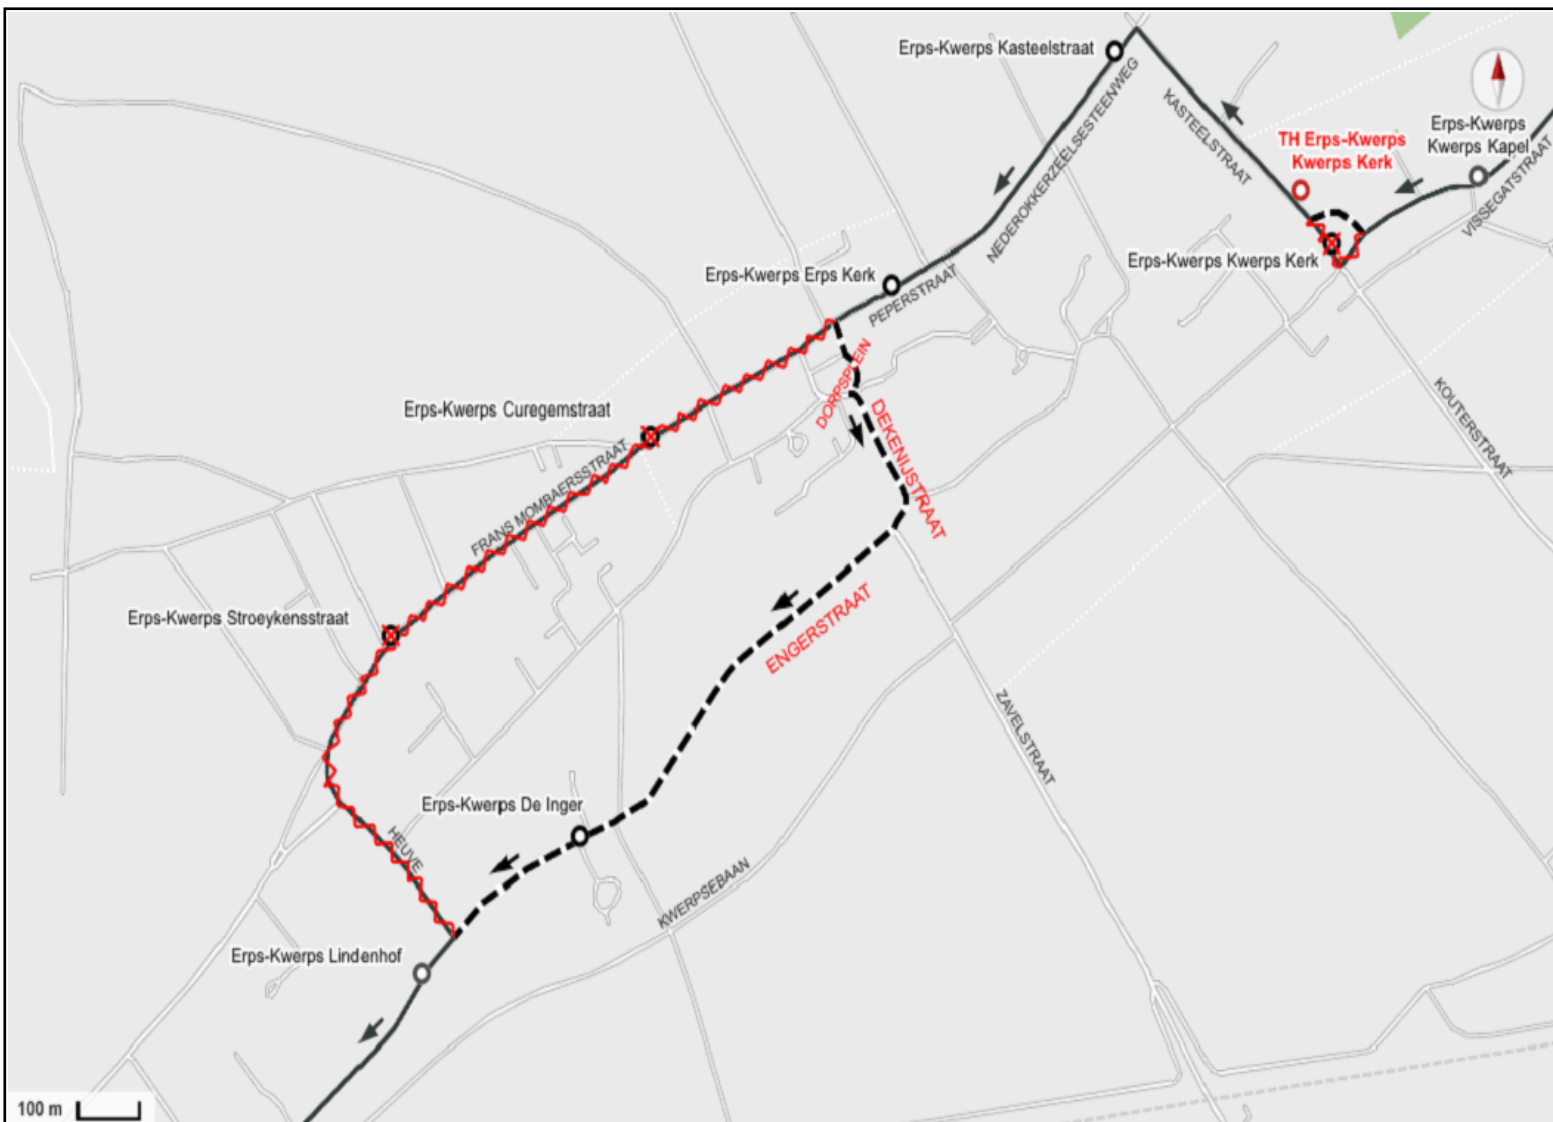 Erps-Kwerps Kasteelstraat
NEDEROKKERZEELSESTEENWEG
KASTEELSTRAAT
TH Erps-Kwerps
Kwerps Kerk
Erps-Kwerps
Kwerps Kapel
VISSEGATSTRAAT
Erps-Kwerps Kwerps Kerk
Erps-Kwerps Erps Kerk
PEPERSTRAAT
DORPSPLEIN
DEKENIJSTRAAT
KOUTERSTRAAT
Erps-Kwerps Curegemstraat
FRANS MOMBAERSSTRAAT
Erps-Kwerps Stroeykensstraat
ENGERSTRAAT
ZAVELSTRAAT
Erps-Kwerps De Inger
HEUVE
KWERPSEBAAN
Erps-Kwerps Lindenhof
100 m